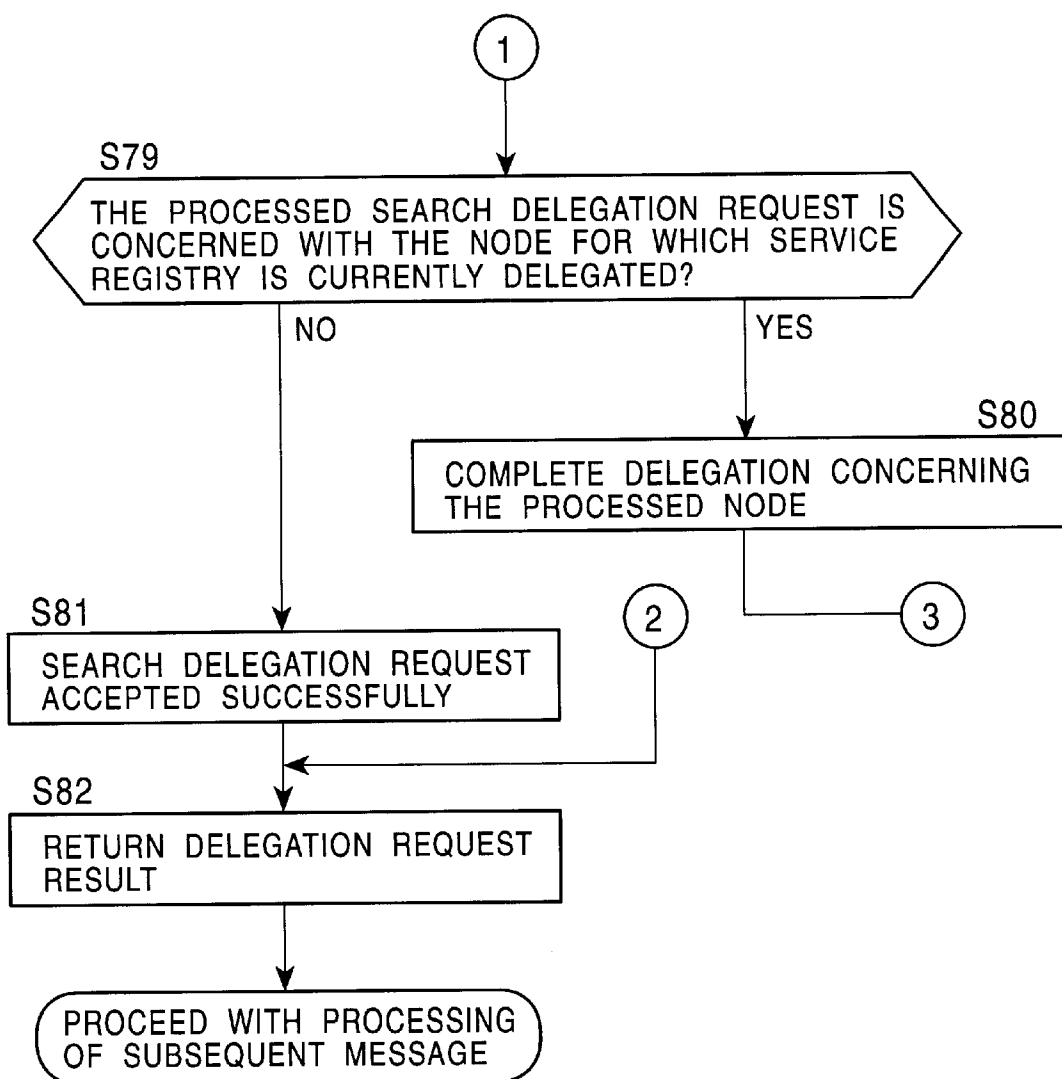 1
S79
THE PROCESSED SEARCH DELEGATION REQUEST IS
CONCERNED WITH THE NODE FOR WHICH SERVICE
REGISTRY IS CURRENTLY DELEGATED?
NO
YES
S80
COMPLETE DELEGATION CONCERNING
THE PROCESSED NODE
2
3
S81
SEARCH DELEGATION REQUEST
ACCEPTED SUCCESSFULLY
S82
RETURN DELEGATION REQUEST
RESULT
PROCEED WITH PROCESSING
OF SUBSEQUENT MESSAGE